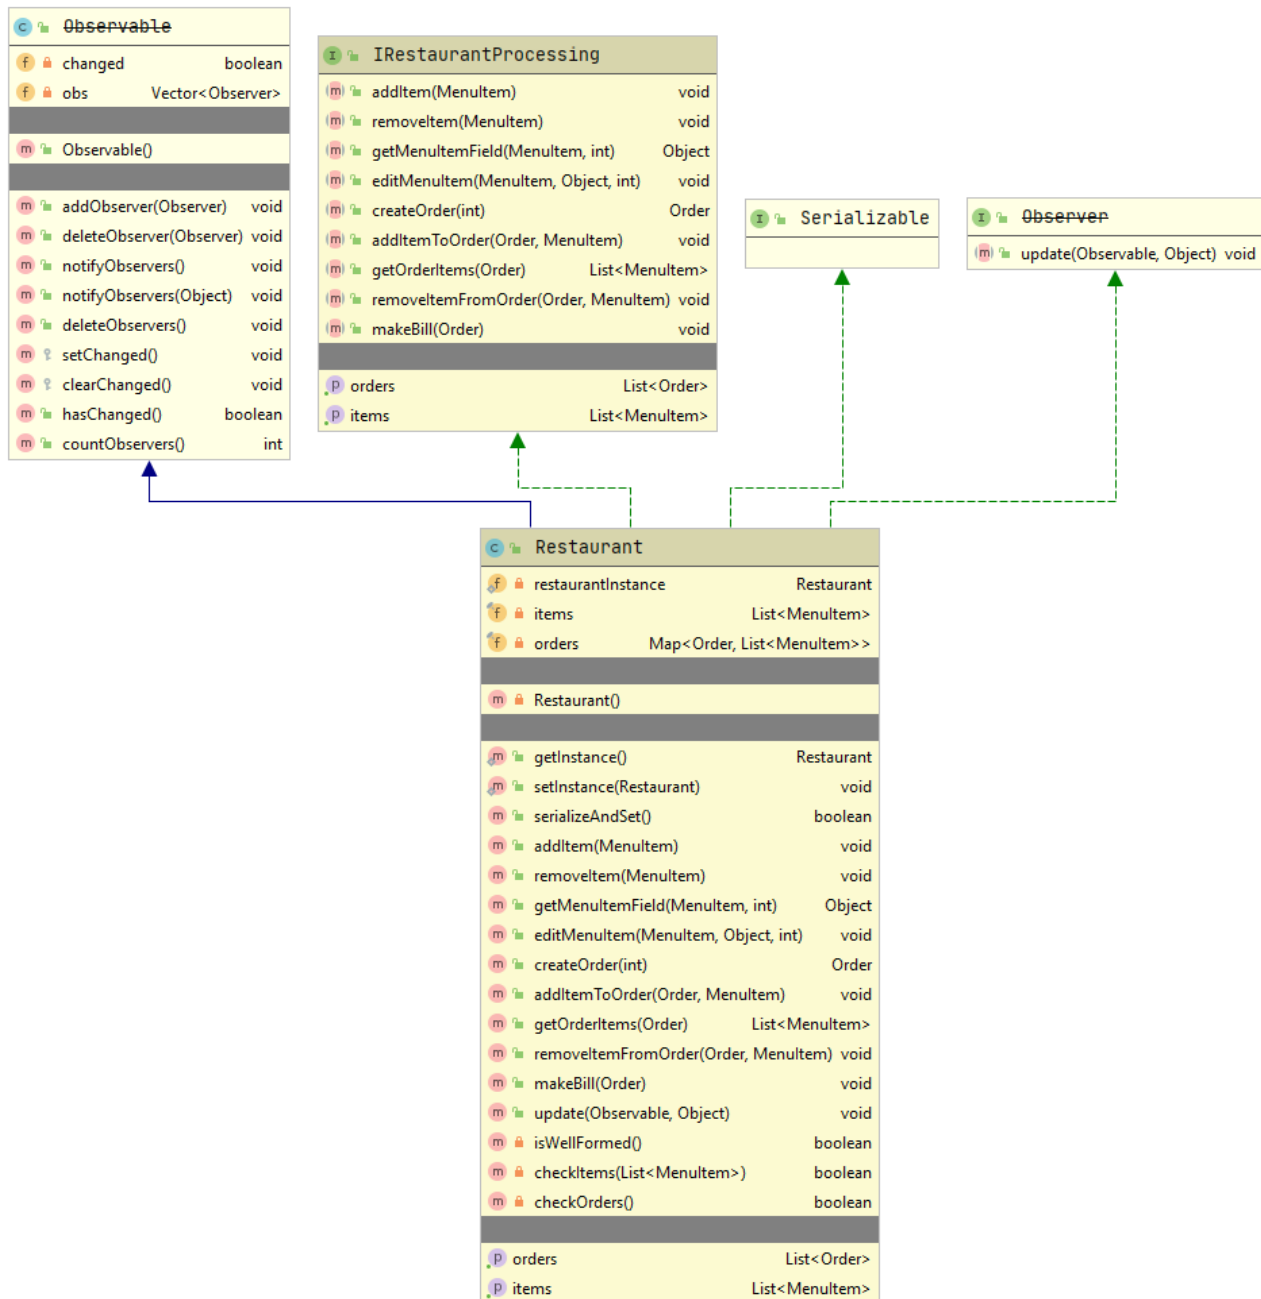 Observable
changed boolean
obs Vector<Observer>
Observable()
addObserver(Observer) void
deleteObserver(Observer) void
notifyObservers() void
notifyObservers(Object) void
deleteObservers() void
setChanged() void
clearChanged() void
hasChanged() boolean
countObservers() int
IRestaurantProcessing
addItem(MenuItem) void
removeItem(MenuItem) void
getMenuItemField(MenuItem, int) Object
editMenuItem(MenuItem, Object, int) void
createOrder(int) Order
addItemToOrder(Order, MenuItem) void
getOrderItems(Order) List<MenuItem>
removeItemFromOrder(Order, MenuItem) void
makeBill(Order) void
orders List<Order>
items List<MenuItem>
Serializable
Observer
update(Observable, Object) void
Restaurant
restaurantInstance Restaurant
items List<MenuItem>
orders Map<Order, List<MenuItem>>
Restaurant()
getInstance() Restaurant
setInstance(Restaurant) void
serializeAndSet() boolean
addItem(MenuItem) void
removeItem(MenuItem) void
getMenuItemField(MenuItem, int) Object
editMenuItem(MenuItem, Object, int) void
createOrder(int) Order
addItemToOrder(Order, MenuItem) void
getOrderItems(Order) List<MenuItem>
removeItemFromOrder(Order, MenuItem) void
makeBill(Order) void
update(Observable, Object) void
isWellFormed() boolean
checkItems(List<MenuItem>) boolean
checkOrders() boolean
orders List<Order>
items List<MenuItem>